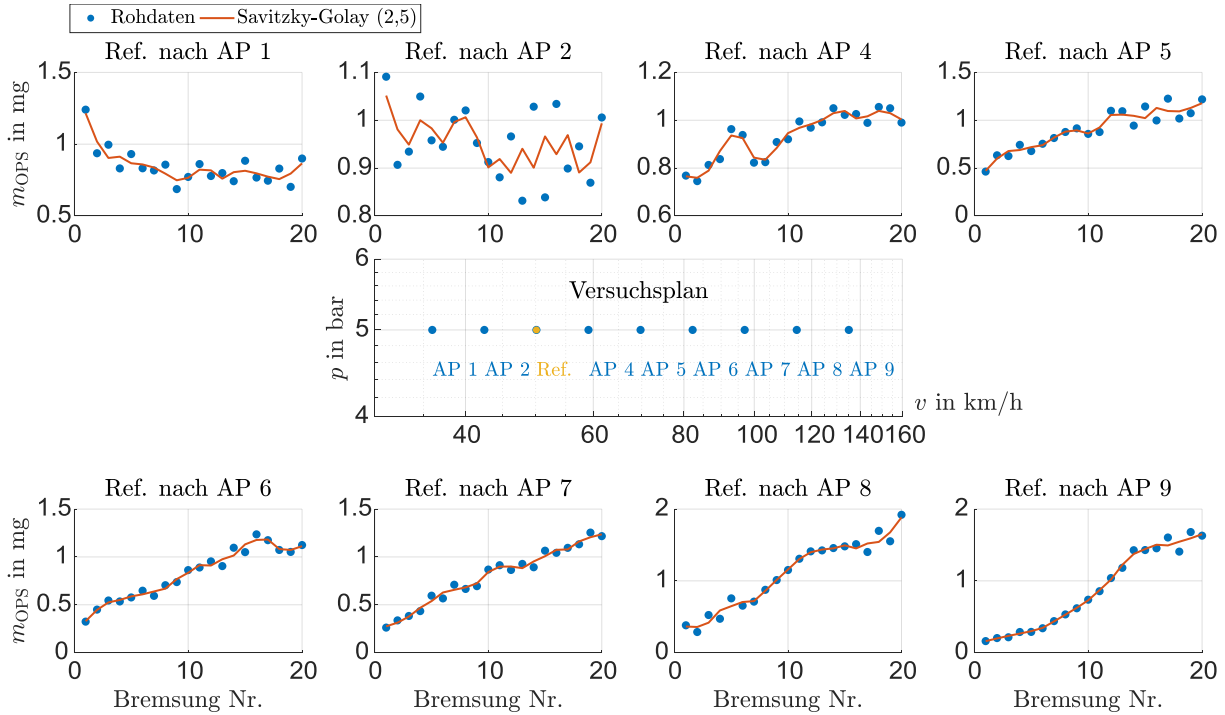 Rohdaten Savitzky-Golay (2,5)
Ref. nach AP 1
Ref. nach AP 2
Ref. nach AP 4
Ref. nach AP 5
m_OPS in mg
1.5
1
0.5
0 10 20
1.1
1
0.9
0.8
0 10 20
1.2
1
0.8
0.6
0 10 20
1.5
1
0.5
0
0 10 20
Versuchsplan
p in bar
6
5
4
AP 1 AP 2 Ref. AP 4 AP 5 AP 6 AP 7 AP 8 AP 9
40 60 80 100 120 140 160
v in km/h
Ref. nach AP 6
Ref. nach AP 7
Ref. nach AP 8
Ref. nach AP 9
m_OPS in mg
1.5
1
0.5
0
0 10 20
Bremsung Nr.
1.5
1
0.5
0
0 10 20
Bremsung Nr.
2
1
0
0 10 20
Bremsung Nr.
2
1
0
0 10 20
Bremsung Nr.